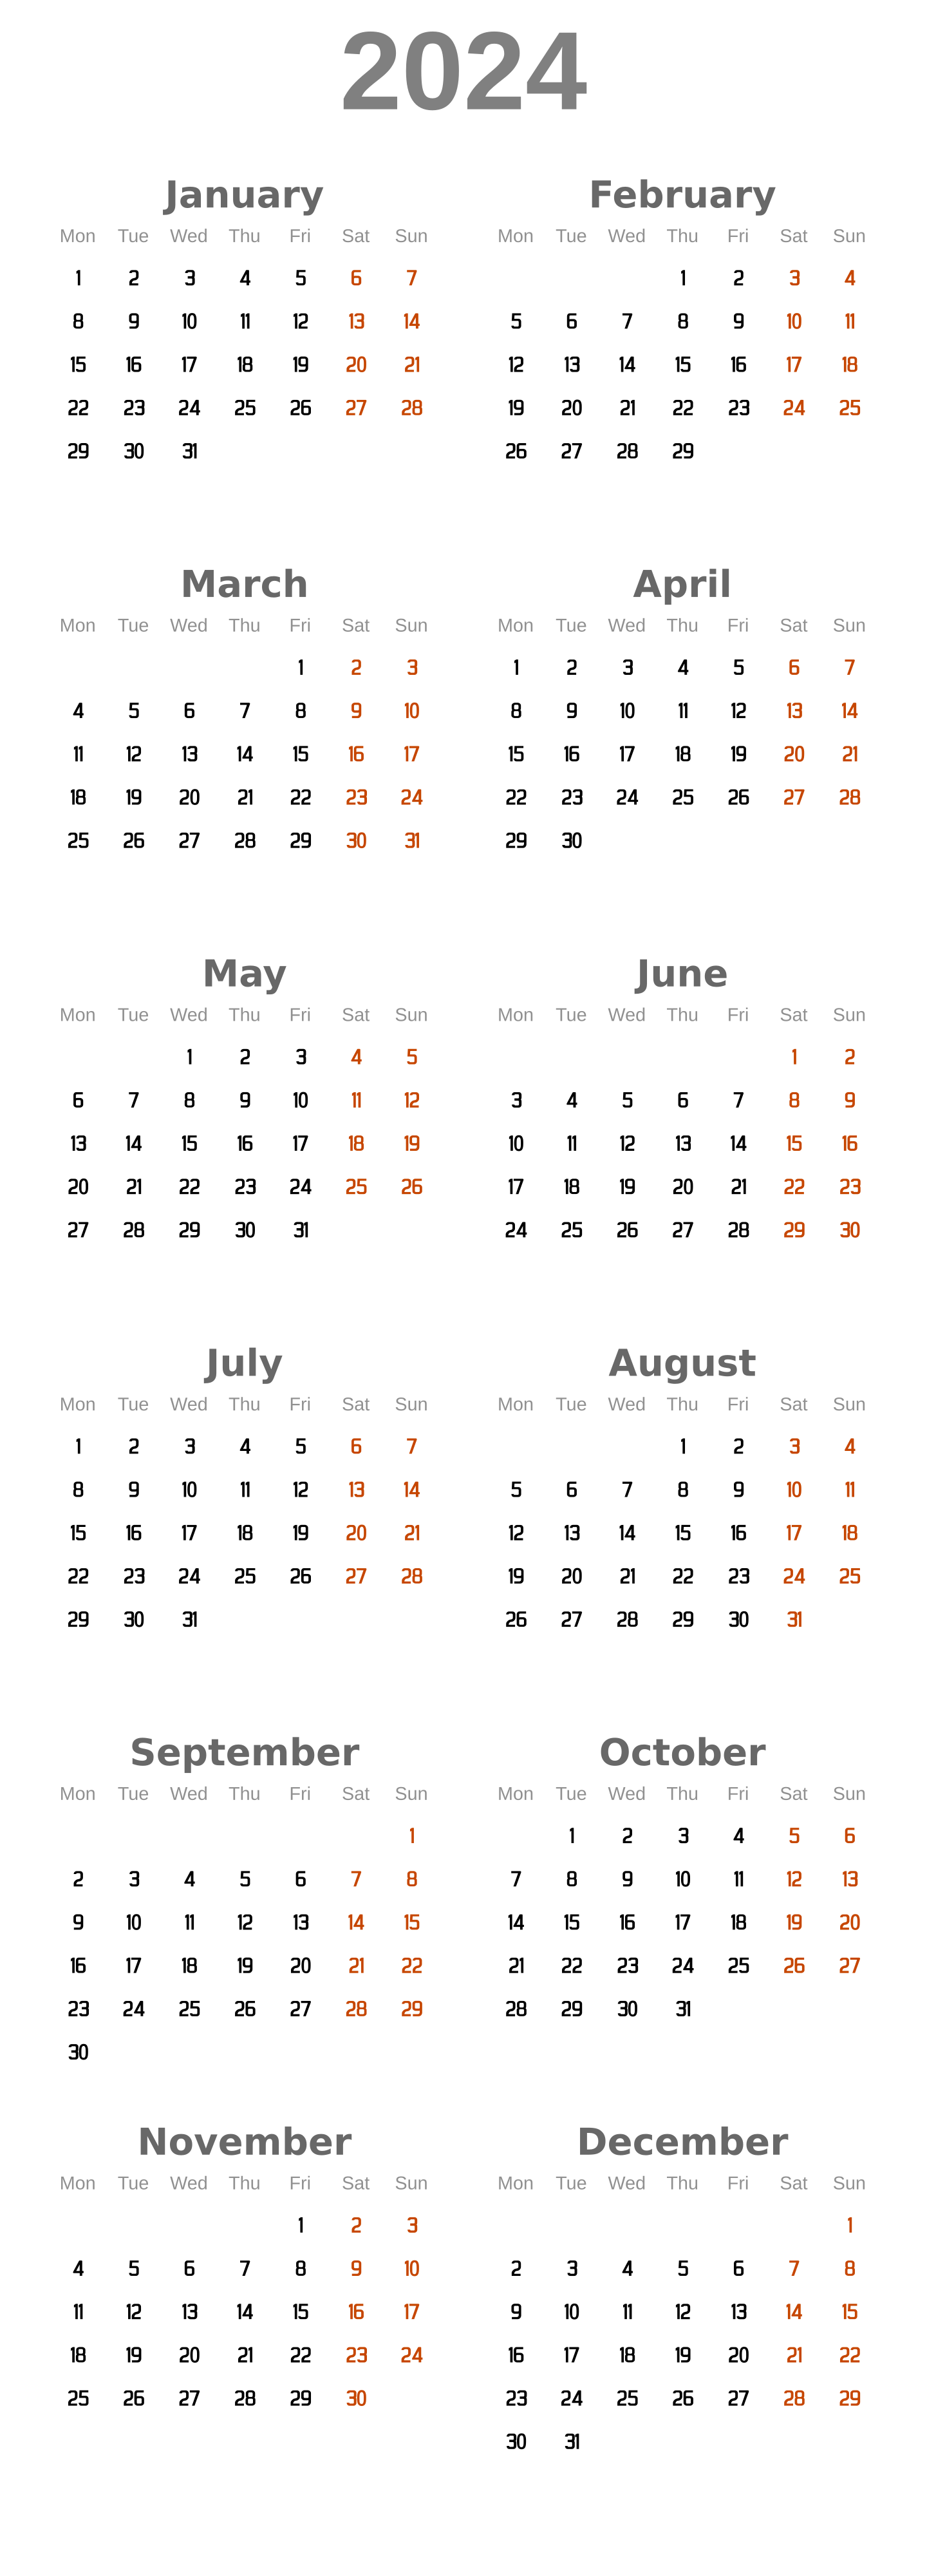 2024
January
Mon Tue Wed Thu Fri Sat Sun
1 2 3 4 5 6 7
8 9 10 11 12 13 14
15 16 17 18 19 20 21
22 23 24 25 26 27 28
29 30 31
February
Mon Tue Wed Thu Fri Sat Sun
1 2 3 4
5 6 7 8 9 10 11
12 13 14 15 16 17 18
19 20 21 22 23 24 25
26 27 28 29
March
Mon Tue Wed Thu Fri Sat Sun
1 2 3
4 5 6 7 8 9 10
11 12 13 14 15 16 17
18 19 20 21 22 23 24
25 26 27 28 29 30 31
April
Mon Tue Wed Thu Fri Sat Sun
1 2 3 4 5 6 7
8 9 10 11 12 13 14
15 16 17 18 19 20 21
22 23 24 25 26 27 28
29 30
May
Mon Tue Wed Thu Fri Sat Sun
1 2 3 4 5
6 7 8 9 10 11 12
13 14 15 16 17 18 19
20 21 22 23 24 25 26
27 28 29 30 31
June
Mon Tue Wed Thu Fri Sat Sun
1 2
3 4 5 6 7 8 9
10 11 12 13 14 15 16
17 18 19 20 21 22 23
24 25 26 27 28 29 30
July
Mon Tue Wed Thu Fri Sat Sun
1 2 3 4 5 6 7
8 9 10 11 12 13 14
15 16 17 18 19 20 21
22 23 24 25 26 27 28
29 30 31
August
Mon Tue Wed Thu Fri Sat Sun
1 2 3 4
5 6 7 8 9 10 11
12 13 14 15 16 17 18
19 20 21 22 23 24 25
26 27 28 29 30 31
September
Mon Tue Wed Thu Fri Sat Sun
1
2 3 4 5 6 7 8
9 10 11 12 13 14 15
16 17 18 19 20 21 22
23 24 25 26 27 28 29
30
October
Mon Tue Wed Thu Fri Sat Sun
1 2 3 4 5 6
7 8 9 10 11 12 13
14 15 16 17 18 19 20
21 22 23 24 25 26 27
28 29 30 31
November
Mon Tue Wed Thu Fri Sat Sun
1 2 3
4 5 6 7 8 9 10
11 12 13 14 15 16 17
18 19 20 21 22 23 24
25 26 27 28 29 30
December
Mon Tue Wed Thu Fri Sat Sun
1
2 3 4 5 6 7 8
9 10 11 12 13 14 15
16 17 18 19 20 21 22
23 24 25 26 27 28 29
30 31